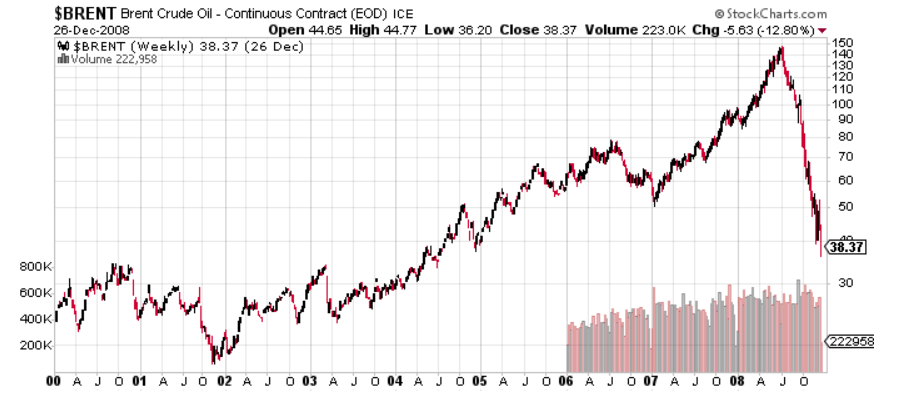 $BRENT Brent Crude Oil - Continuous Contract (EOD) ICE © StockCharts.com
26-Dec-2008 Open 44.65 High 44.77 Low 36.20 Close 38.37 Volume 223.0K Chg -5.63 (-12.80%)
$BRENT (Weekly) 38.37 (26 Dec)
Volume 222,958
150
140
130
120
110
100
90
80
70
60
50
40
38.37
800K
600K
30
400K
200K
222958
00 A J O 01 A J O 02 A J O 03 A J O 04 A J O 05 A J O 06 A J O 07 A J O 08 A J O